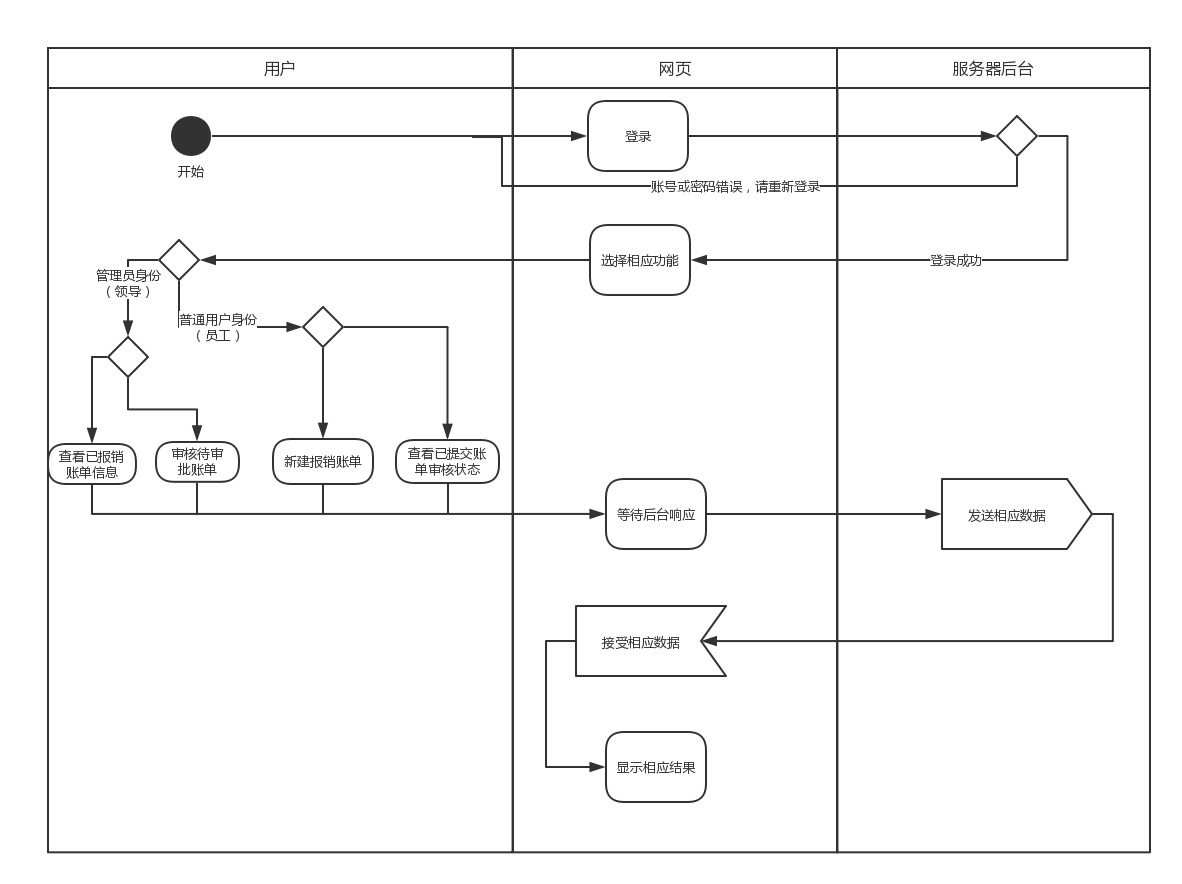 用户
网页
服务器后台
登录
开始
账号或密码错误，请重新登录
选择相应功能
登录成功
管理员身份
（领导）
普通用户身份
（员工）
查看已报销
账单信息
审核待审
批账单
新建报销账单
查看已提交账
单审核状态
等待后台响应
发送相应数据
接受相应数据
显示相应结果